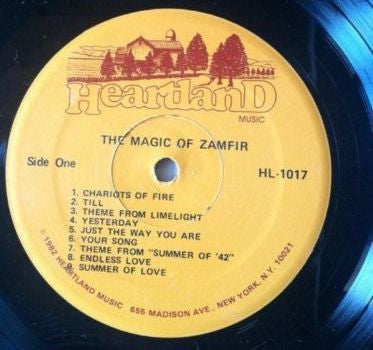 HeartlanD
MUSIC
THE MAGIC OF ZAMFIR
Side One
HL-1017
1. CHARIOTS OF FIRE
2. TILL
3. THEME FROM LIMELIGHT
4. YESTERDAY
5. JUST THE WAY YOU ARE
6. YOUR SONG
7. THEME FROM "SUMMER OF '42"
8. ENDLESS LOVE
9. SUMMER OF LOVE
℗ 1982 HEARTLAND MUSIC 655 MADISON AVE., NEW YORK, N.Y. 10021